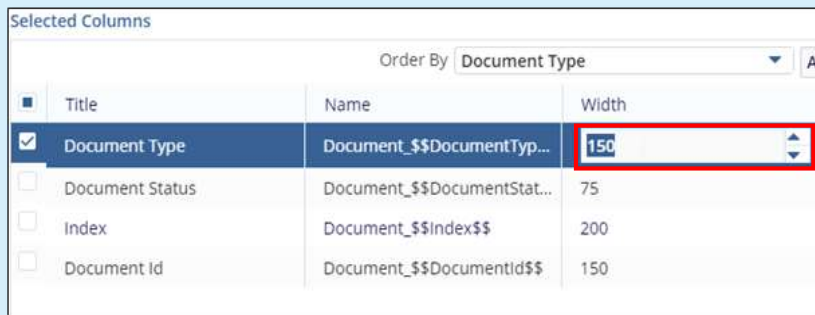 Selected Columns
Order By Document Type A
Title Name Width
Document Type Document_$$DocumentTyp... 150
Document Status Document_$$DocumentStat... 75
Index Document_$$Index$$ 200
Document Id Document_$$DocumentId$$ 150